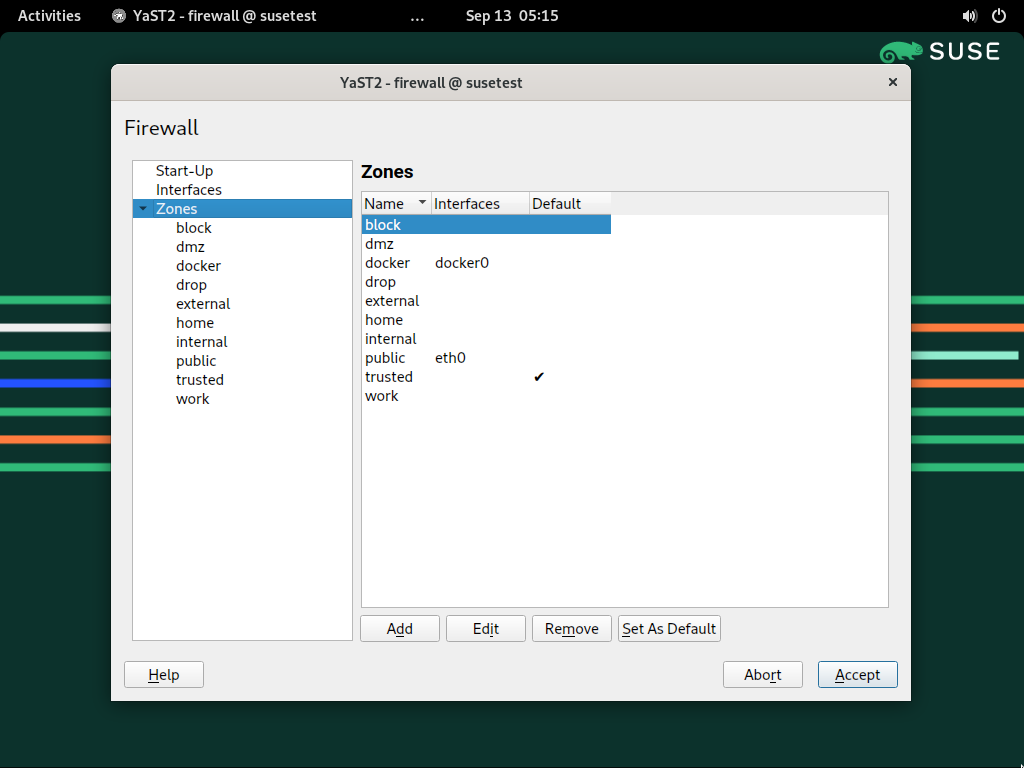 Activities YaST2 - firewall @ susetest ... Sep 13 05:15
SUSE
YaST2 - firewall @ susetest ×
Firewall
Start-Up
Interfaces
Zones
block
dmz
docker
drop
external
home
internal
public
trusted
work
Zones
Name Interfaces Default
block
dmz
docker docker0
drop
external
home
internal
public eth0
trusted ✔
work
Add Edit Remove Set As Default
Help Abort Accept